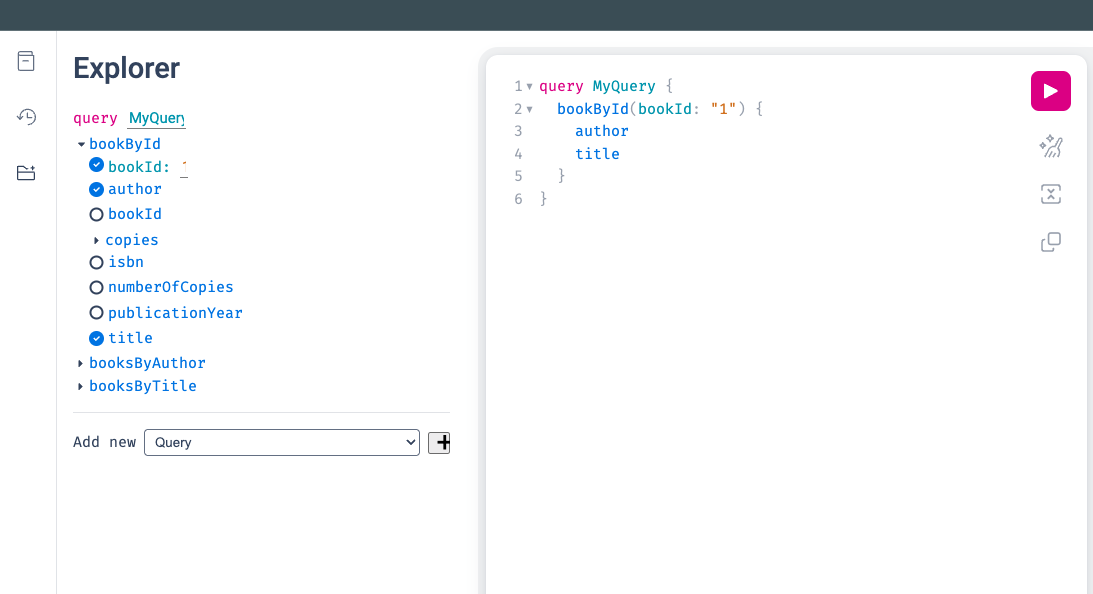 Explorer
query MyQuery
bookById
bookId:
author
bookId
copies
isbn
numberOfCopies
publicationYear
title
booksByAuthor
booksByTitle
Add new Query +
1 query MyQuery {
2 bookById(bookId: "1") {
3 author
4 title
5 }
6 }